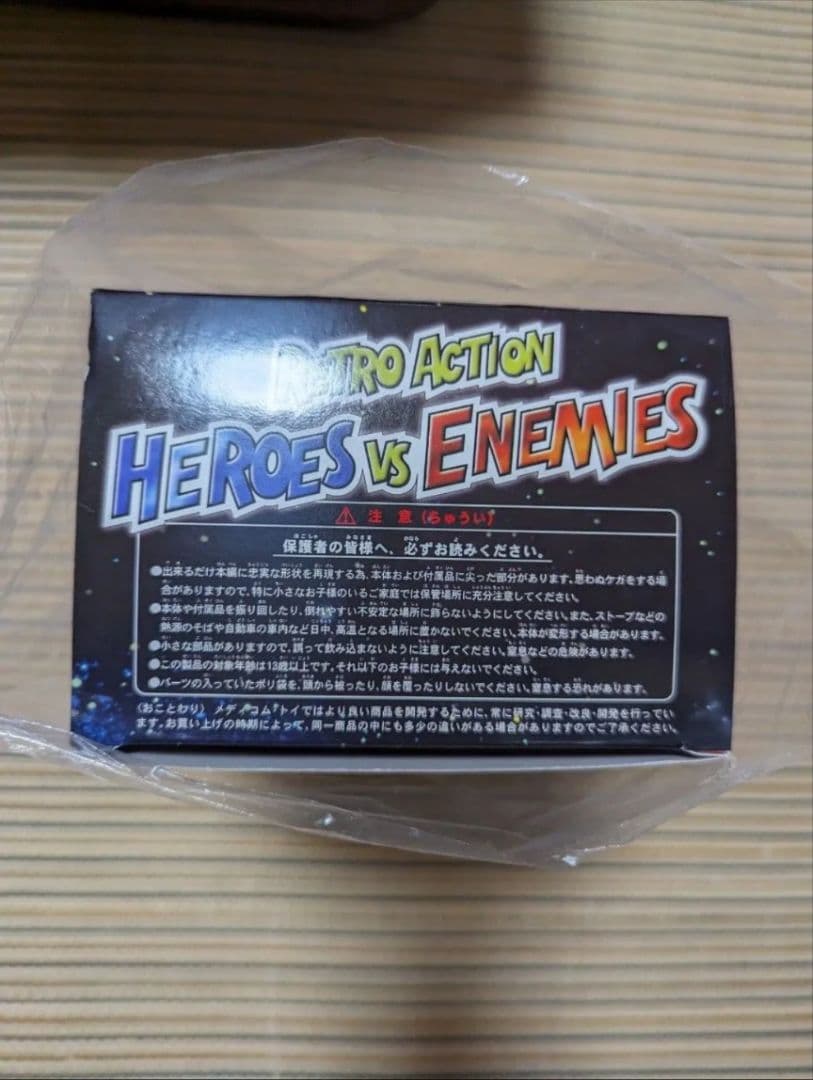 RETRO ACTION
HEROES VS ENEMIES
⚠ 注 意 (ちゅうい)
保護者の皆様へ、必ずお読みください。
●出来るだけ本編に忠実な形状を再現する為、本体および付属品に尖った部分があります。思わぬケガをする場
合がありますので、特に小さなお子様のいるご家庭では保管場所に充分注意してください。
●本体や付属品を振り回したり、倒れやすい不安定な場所に飾らないようにしてください。また、ストーブなどの
熱源のそばや自動車の車内など日中、高温となる場所に置かないでください。本体が変形する場合があります。
●小さな部品がありますので、誤って飲み込まないように注意してください。窒息などの危険があります。
●この製品の対象年齢は13歳以上です。それ以下のお子様には与えないでください。
●パーツの入っていたポリ袋を、頭から被ったり、顔を覆ったりしないでください。窒息する恐れがあります。
(おことわり) メディコム・トイではより良い商品を開発するために、常に研究・調査・改良・開発を行ってい
ます。お買い上げの時期によって、同一商品の中にも多少の違いがある場合がありますのでご了承ください。